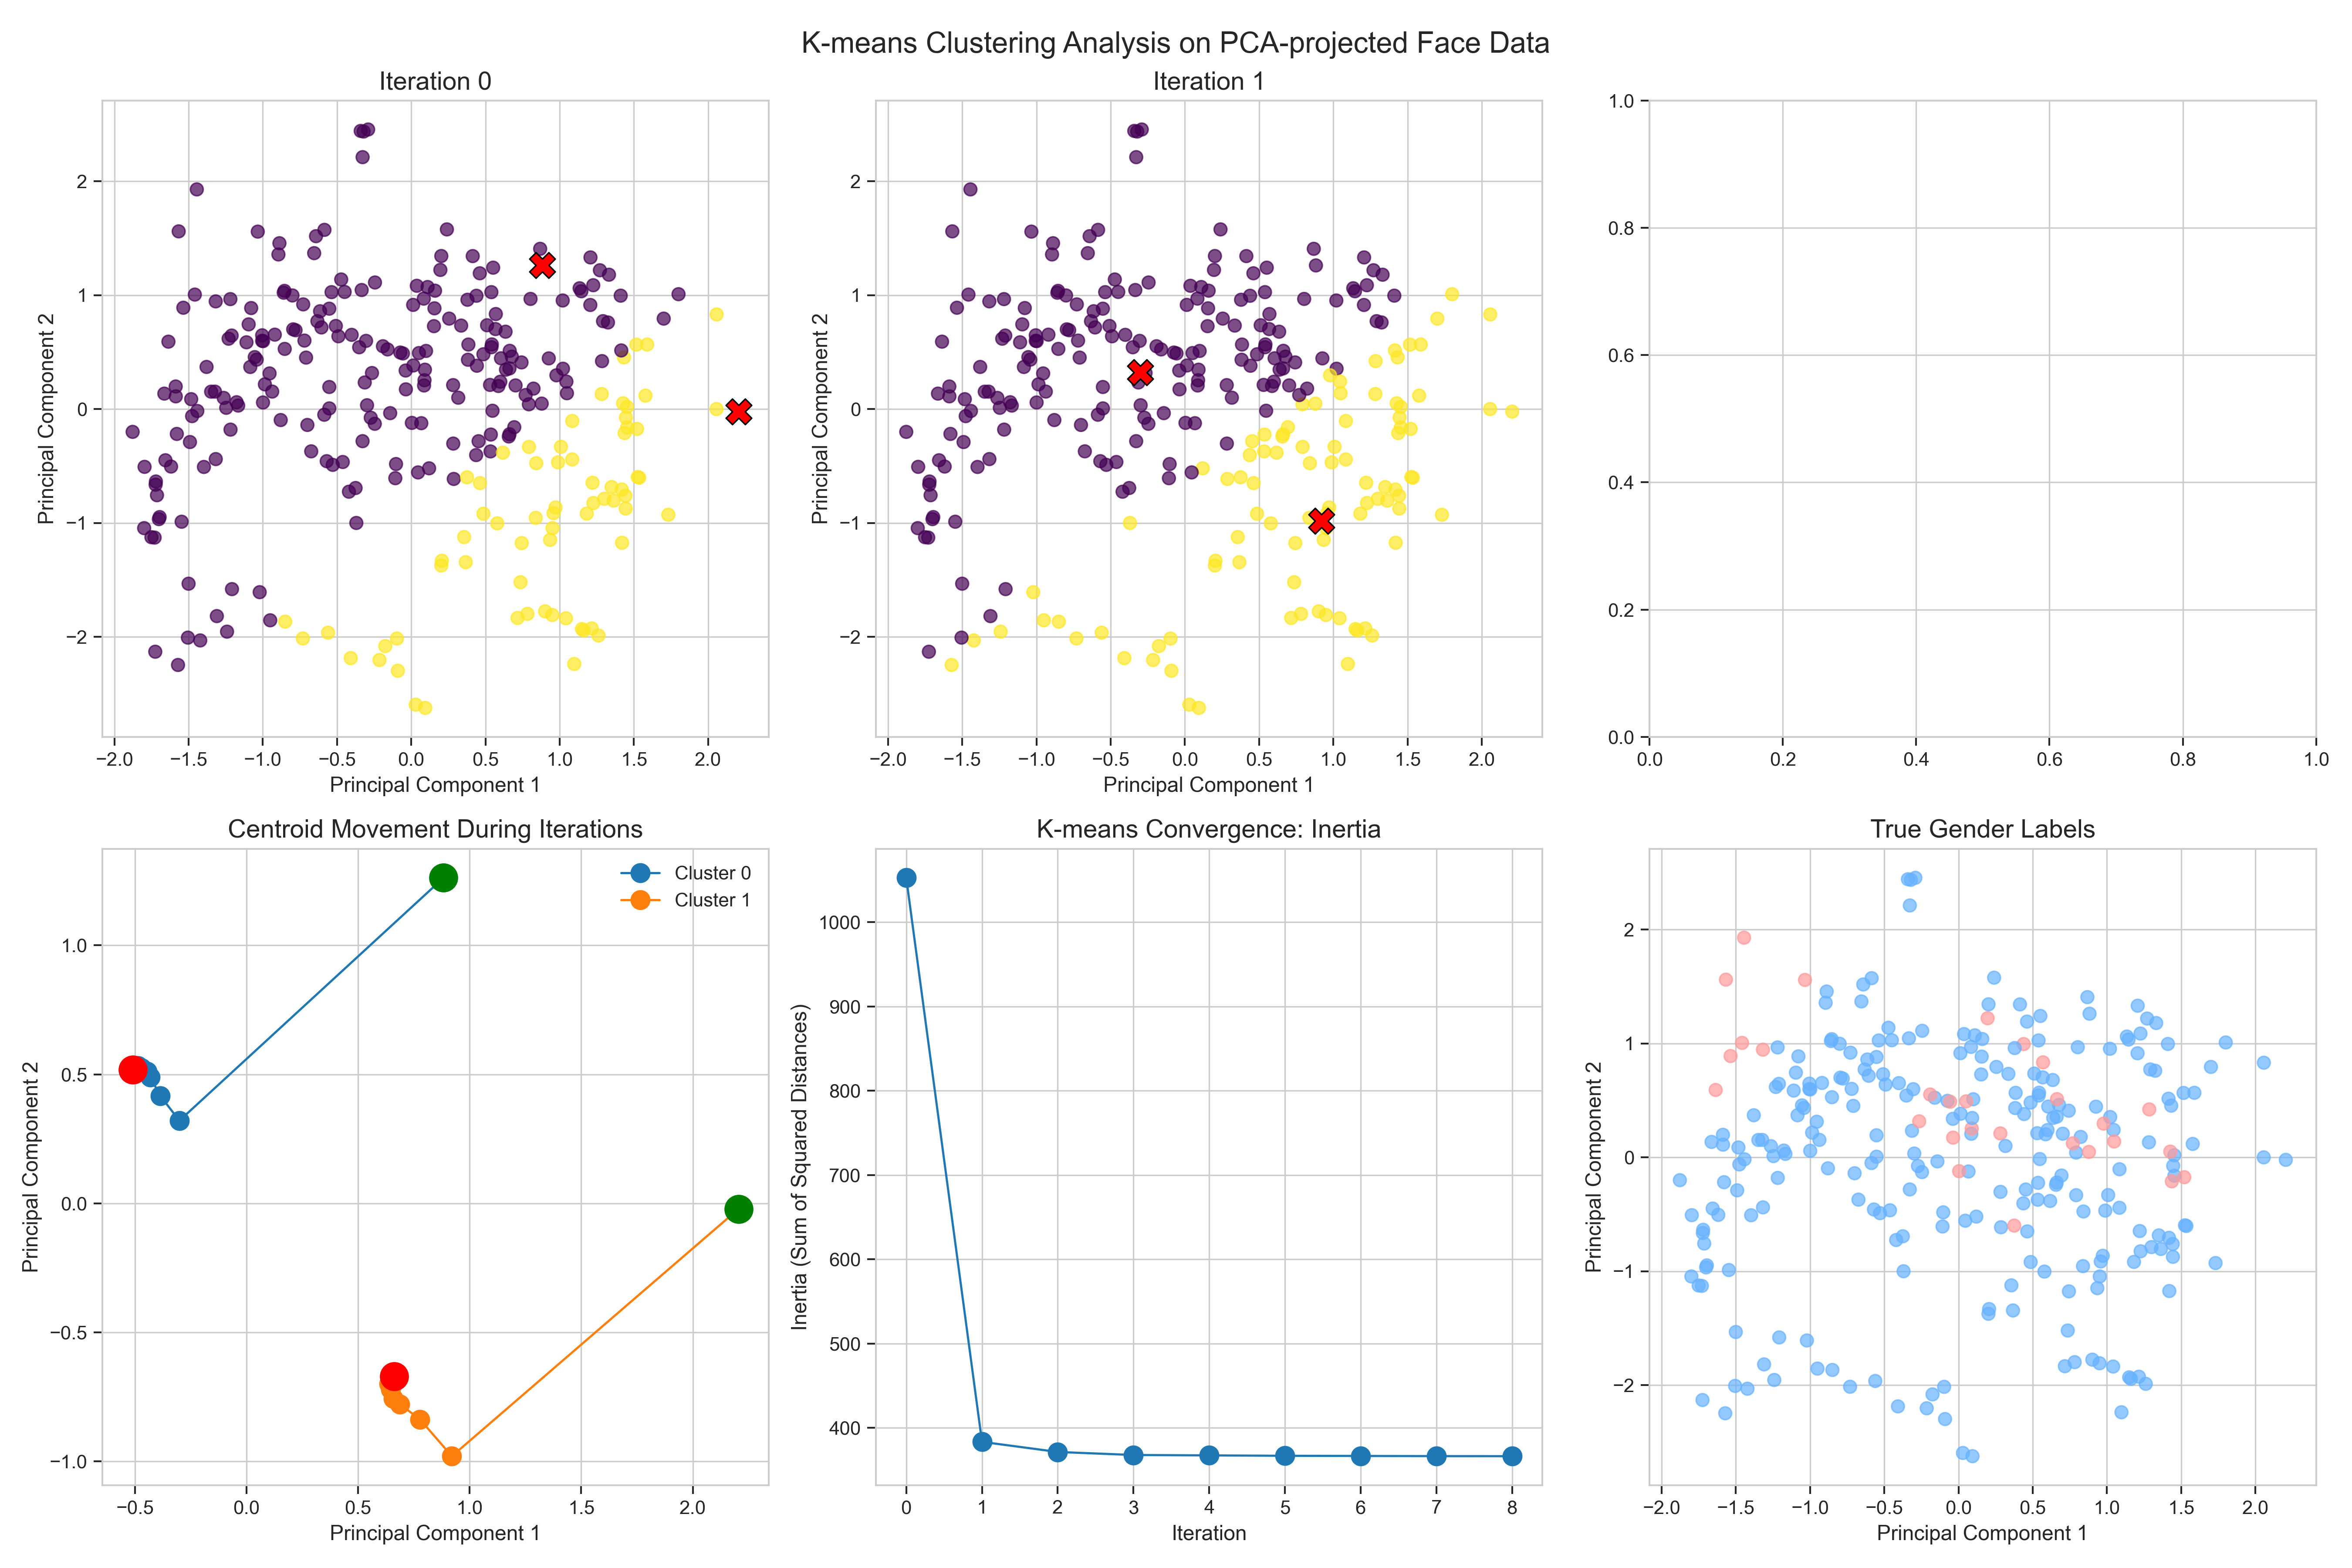 K-means Clustering Analysis on PCA-projected Face Data
Iteration 0
Principal Component 2
2
1
0
−1
−2
−2.0 −1.5 −1.0 −0.5 0.0 0.5 1.0 1.5 2.0
Principal Component 1
Iteration 1
Principal Component 2
2
1
0
−1
−2
−2.0 −1.5 −1.0 −0.5 0.0 0.5 1.0 1.5 2.0
Principal Component 1
1.0
0.8
0.6
0.4
0.2
0.0
0.0 0.2 0.4 0.6 0.8 1.0
Centroid Movement During Iterations
Cluster 0
Cluster 1
Principal Component 2
1.0
0.5
0.0
−0.5
−1.0
−0.5 0.0 0.5 1.0 1.5 2.0
Principal Component 1
K-means Convergence: Inertia
Inertia (Sum of Squared Distances)
1000
900
800
700
600
500
400
0 1 2 3 4 5 6 7 8
Iteration
True Gender Labels
Principal Component 2
2
1
0
−1
−2
−2.0 −1.5 −1.0 −0.5 0.0 0.5 1.0 1.5 2.0
Principal Component 1